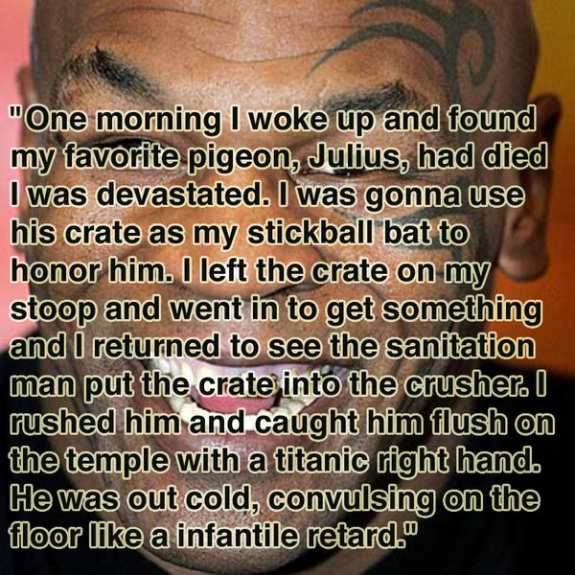 "One morning I woke up and found
my favorite pigeon, Julius, had died
I was devastated. I was gonna use
his crate as my stickball bat to
honor him. I left the crate on my
stoop and went in to get something
and I returned to see the sanitation
man put the crate into the crusher. I
rushed him and caught him flush on
the temple with a titanic right hand.
He was out cold, convulsing on the
floor like a infantile retard."